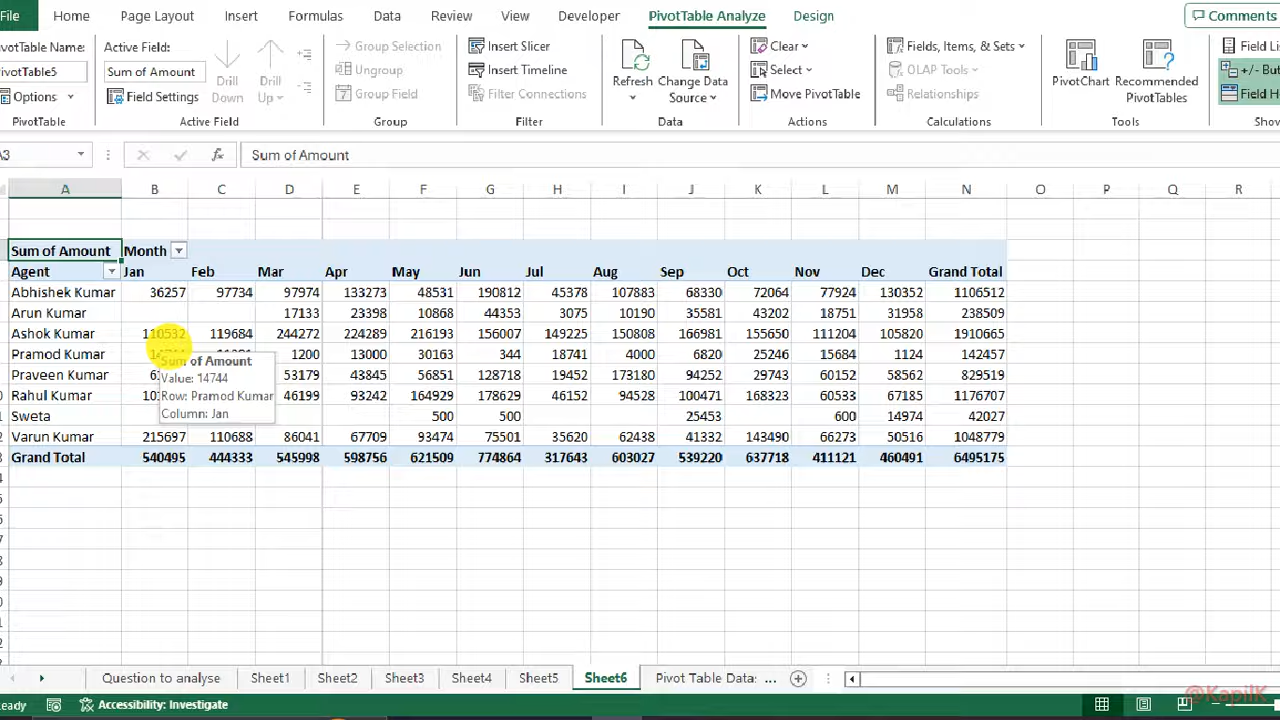 File Home Page Layout Insert Formulas Data Review View Developer PivotTable Analyze Design Comments
ivotTable Name: Active Field: Group Selection Insert Slicer Clear Fields, Items, & Sets Field Lis
ivotTable5 Sum of Amount Drill Down Drill Up Ungroup Insert Timeline Refresh Change Data Source Select OLAP Tools PivotChart Recommended PivotTables +/- But
Options Field Settings Group Field Filter Connections Move PivotTable Relationships Field H
PivotTable Active Field Group Filter Data Actions Calculations Tools Show
A3 fx Sum of Amount
A B C D E F G H I J K L M N O P Q R
Sum of Amount Month
Agent Jan Feb Mar Apr May Jun Jul Aug Sep Oct Nov Dec Grand Total
Abhishek Kumar 36257 97734 97974 133273 48531 190812 45378 107883 68330 72064 77924 130352 1106512
Arun Kumar 17133 23398 10868 44353 3075 10190 35581 43202 18751 31958 238509
Ashok Kumar 110532 119684 244272 224289 216193 156007 149225 150808 166981 155650 111204 105820 1910665
Pramod Kumar 1200 13000 30163 344 18741 4000 6820 25246 15684 1124 142457
Sum of Amount
Value: 14744
Row: Pramod Kumar
Column: Jan
Praveen Kumar 53179 43845 56851 128718 19452 173180 94252 29743 60152 58562 829519
Rahul Kumar 46199 93242 164929 178629 46152 94528 100471 168323 60533 67185 1176707
Sweta 500 500 25453 600 14974 42027
Varun Kumar 215697 110688 86041 67709 93474 75501 35620 62438 41332 143490 66273 50516 1048779
Grand Total 540495 444333 545998 598756 621509 774864 317643 603027 539220 637718 411121 460491 6495175
Question to analyse Sheet1 Sheet2 Sheet3 Sheet4 Sheet5 Sheet6 Pivot Table Data: ...
@KapilK
eady Accessibility: Investigate